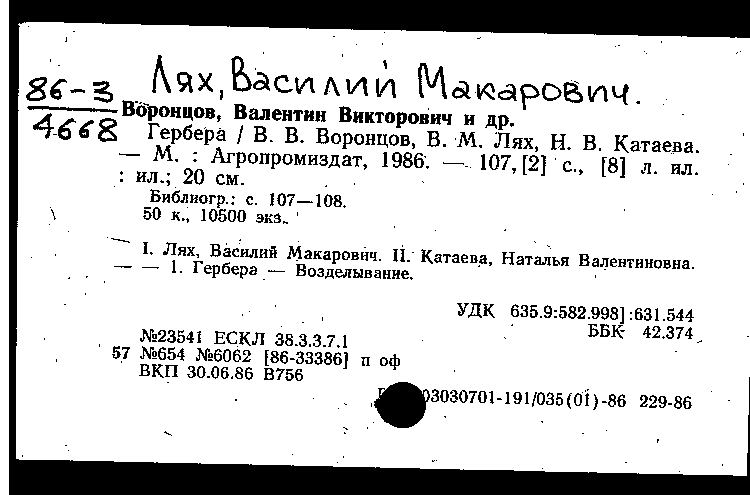 Лях, Василий Макарович.
86-3
4668
Воронцов, Валентин Викторович и др.
Гербера / В. В. Воронцов, В. М. Лях, Н. В. Катаева.
— М. : Агропромиздат, 1986. — 107, [2] с., [8] л. ил.
: ил.; 20 см.
Библиогр.: с. 107—108.
50 к., 10500 экз.
I. Лях, Василий Макарович. II. Катаева, Наталья Валентиновна.
— — 1. Гербера — Возделывание.
УДК 635.9:582.998] :631.544
ББК 42.374
№23541 ЕСКЛ 38.3.3.7.1
57 №654 №6062 [86-33386] п оф
ВКП 30.06.86 В756
03030701-191/035(01)-86 229-86